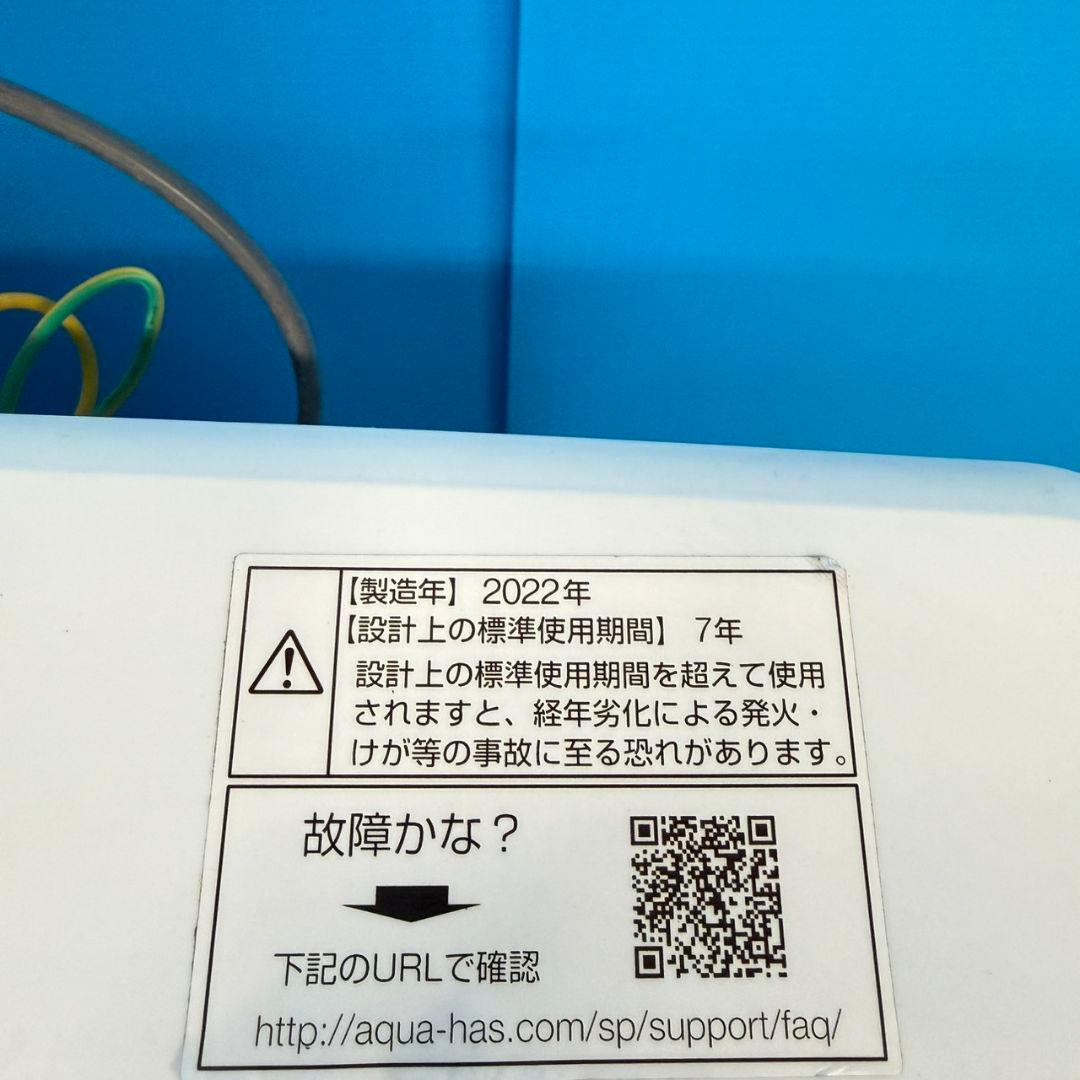 【製造年】 2022年
【設計上の標準使用期間】 7年
設計上の標準使用期間を超えて使用
されますと、経年劣化による発火・
けが等の事故に至る恐れがあります。
故障かな？
下記のURLで確認
http://aqua-has.com/sp/support/faq/